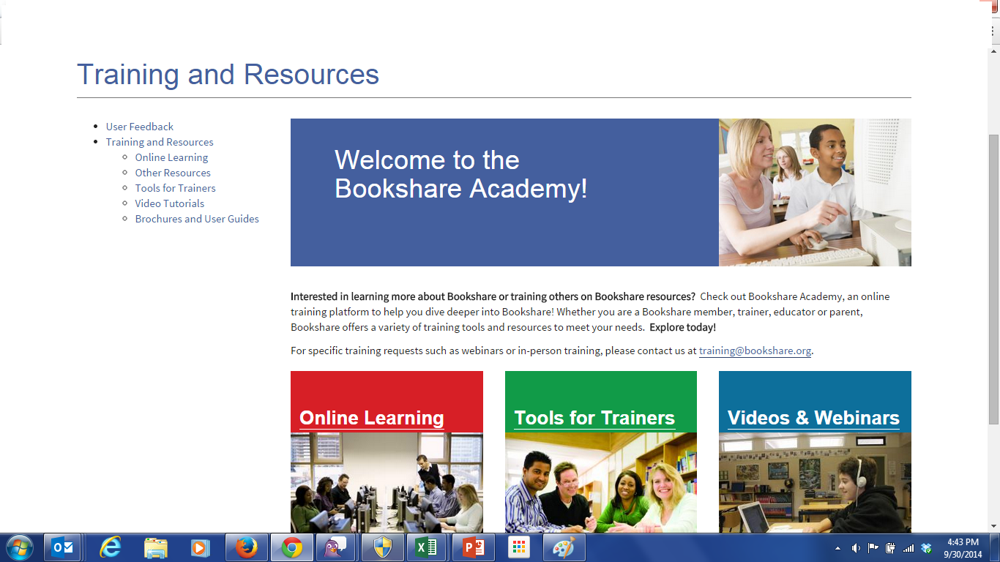 Training and Resources
User Feedback
Training and Resources
Online Learning
Other Resources
Tools for Trainers
Video Tutorials
Brochures and User Guides
Welcome to the
Bookshare Academy!
Interested in learning more about Bookshare or training others on Bookshare resources?  Check out Bookshare Academy, an online
training platform to help you dive deeper into Bookshare! Whether you are a Bookshare member, trainer, educator or parent,
Bookshare offers a variety of training tools and resources to meet your needs.  Explore today!
For specific training requests such as webinars or in-person training, please contact us at training@bookshare.org.
Online Learning
Tools for Trainers
Videos & Webinars
4:43 PM
9/30/2014